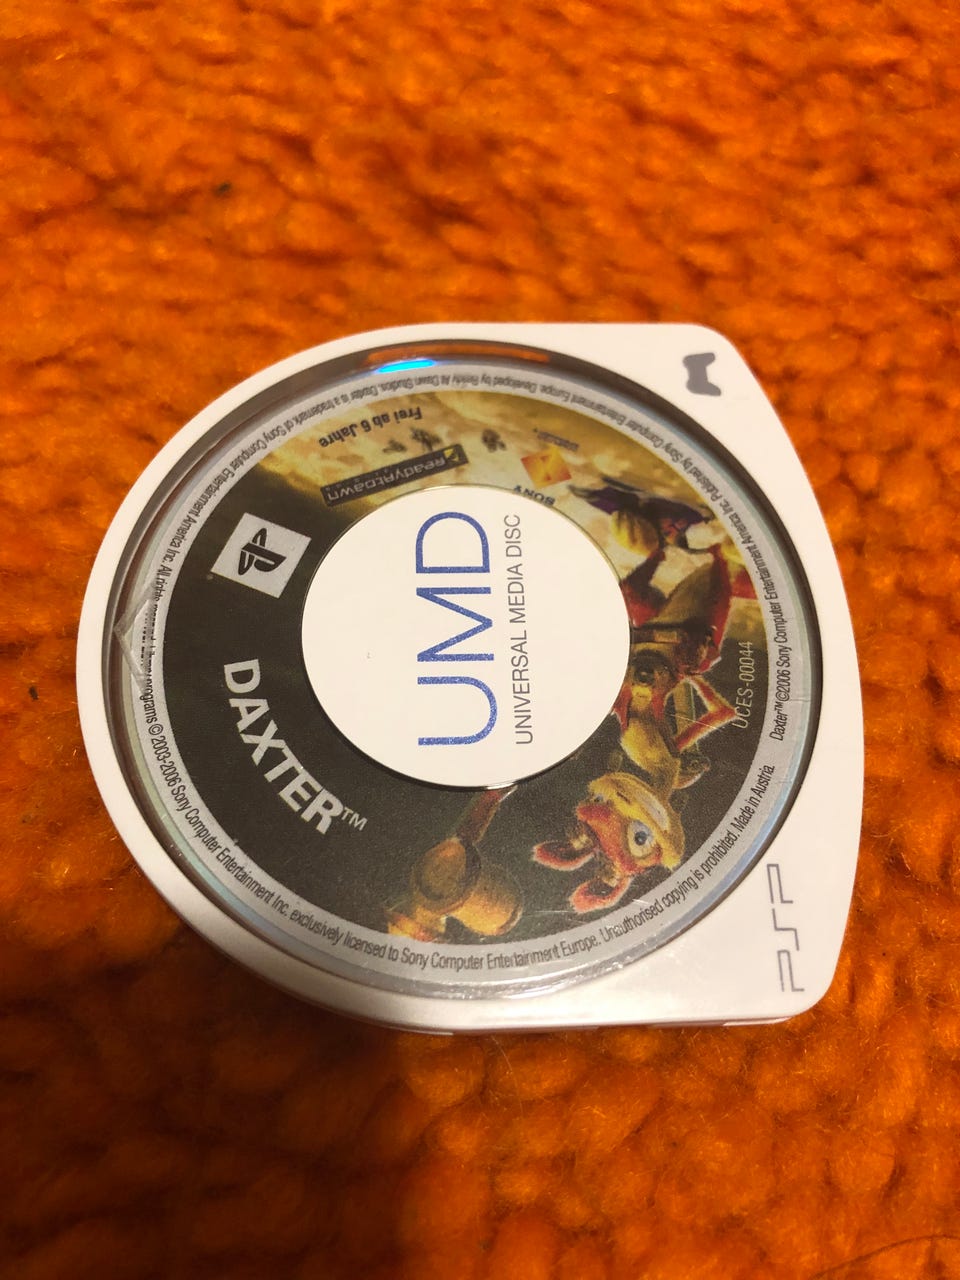 UMD
UNIVERSAL MEDIA DISC
DAXTER™
Frei ab 6 Jahre
ReadyAtDawn
SONY
UCES-00044
PSP
Daxter™©2006 Sony Computer Entertainment America Inc. Published by Sony Computer Entertainment Europe. Developed by Ready At Dawn Studios. Daxter is a trademark of Sony Computer Entertainment America Inc. All rights
programs ©2003-2006 Sony Computer Entertainment Inc. exclusively licensed to Sony Computer Entertainment Europe. Unauthorised copying is prohibited. Made in Austria.